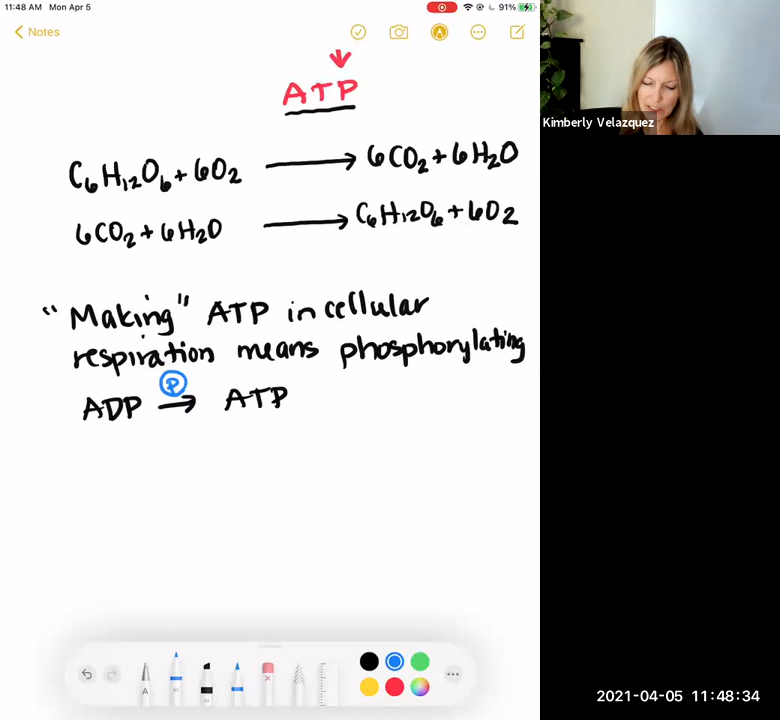 11:48 AM Mon Apr 5
91%
Notes
ATP
C₆H₁₂O₆ + 6O₂ → 6CO₂ + 6H₂O
6CO₂ + 6H₂O → C₆H₁₂O₆ + 6O₂
"Making" ATP in cellular
respiration means phosphorylating
P
ADP → ATP
Kimberly Velazquez
A
2021-04-05 11:48:34